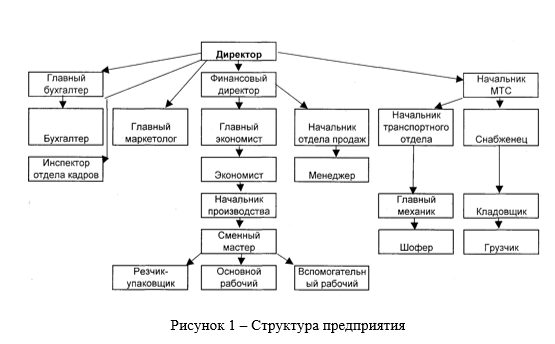 Директор
Главный
бухгалтер
Финансовый
директор
Начальник
МТС
Бухгалтер
Главный
маркетолог
Главный
экономист
Начальник
отдела продаж
Начальник
транспортного
отдела
Снабженец
Инспектор
отдела кадров
Экономист
Менеджер
Начальник
производства
Главный
механик
Кладовщик
Сменный
мастер
Шофер
Грузчик
Резчик-
упаковщик
Основной
рабочий
Вспомогатель
ный рабочий
Рисунок 1 – Структура предприятия